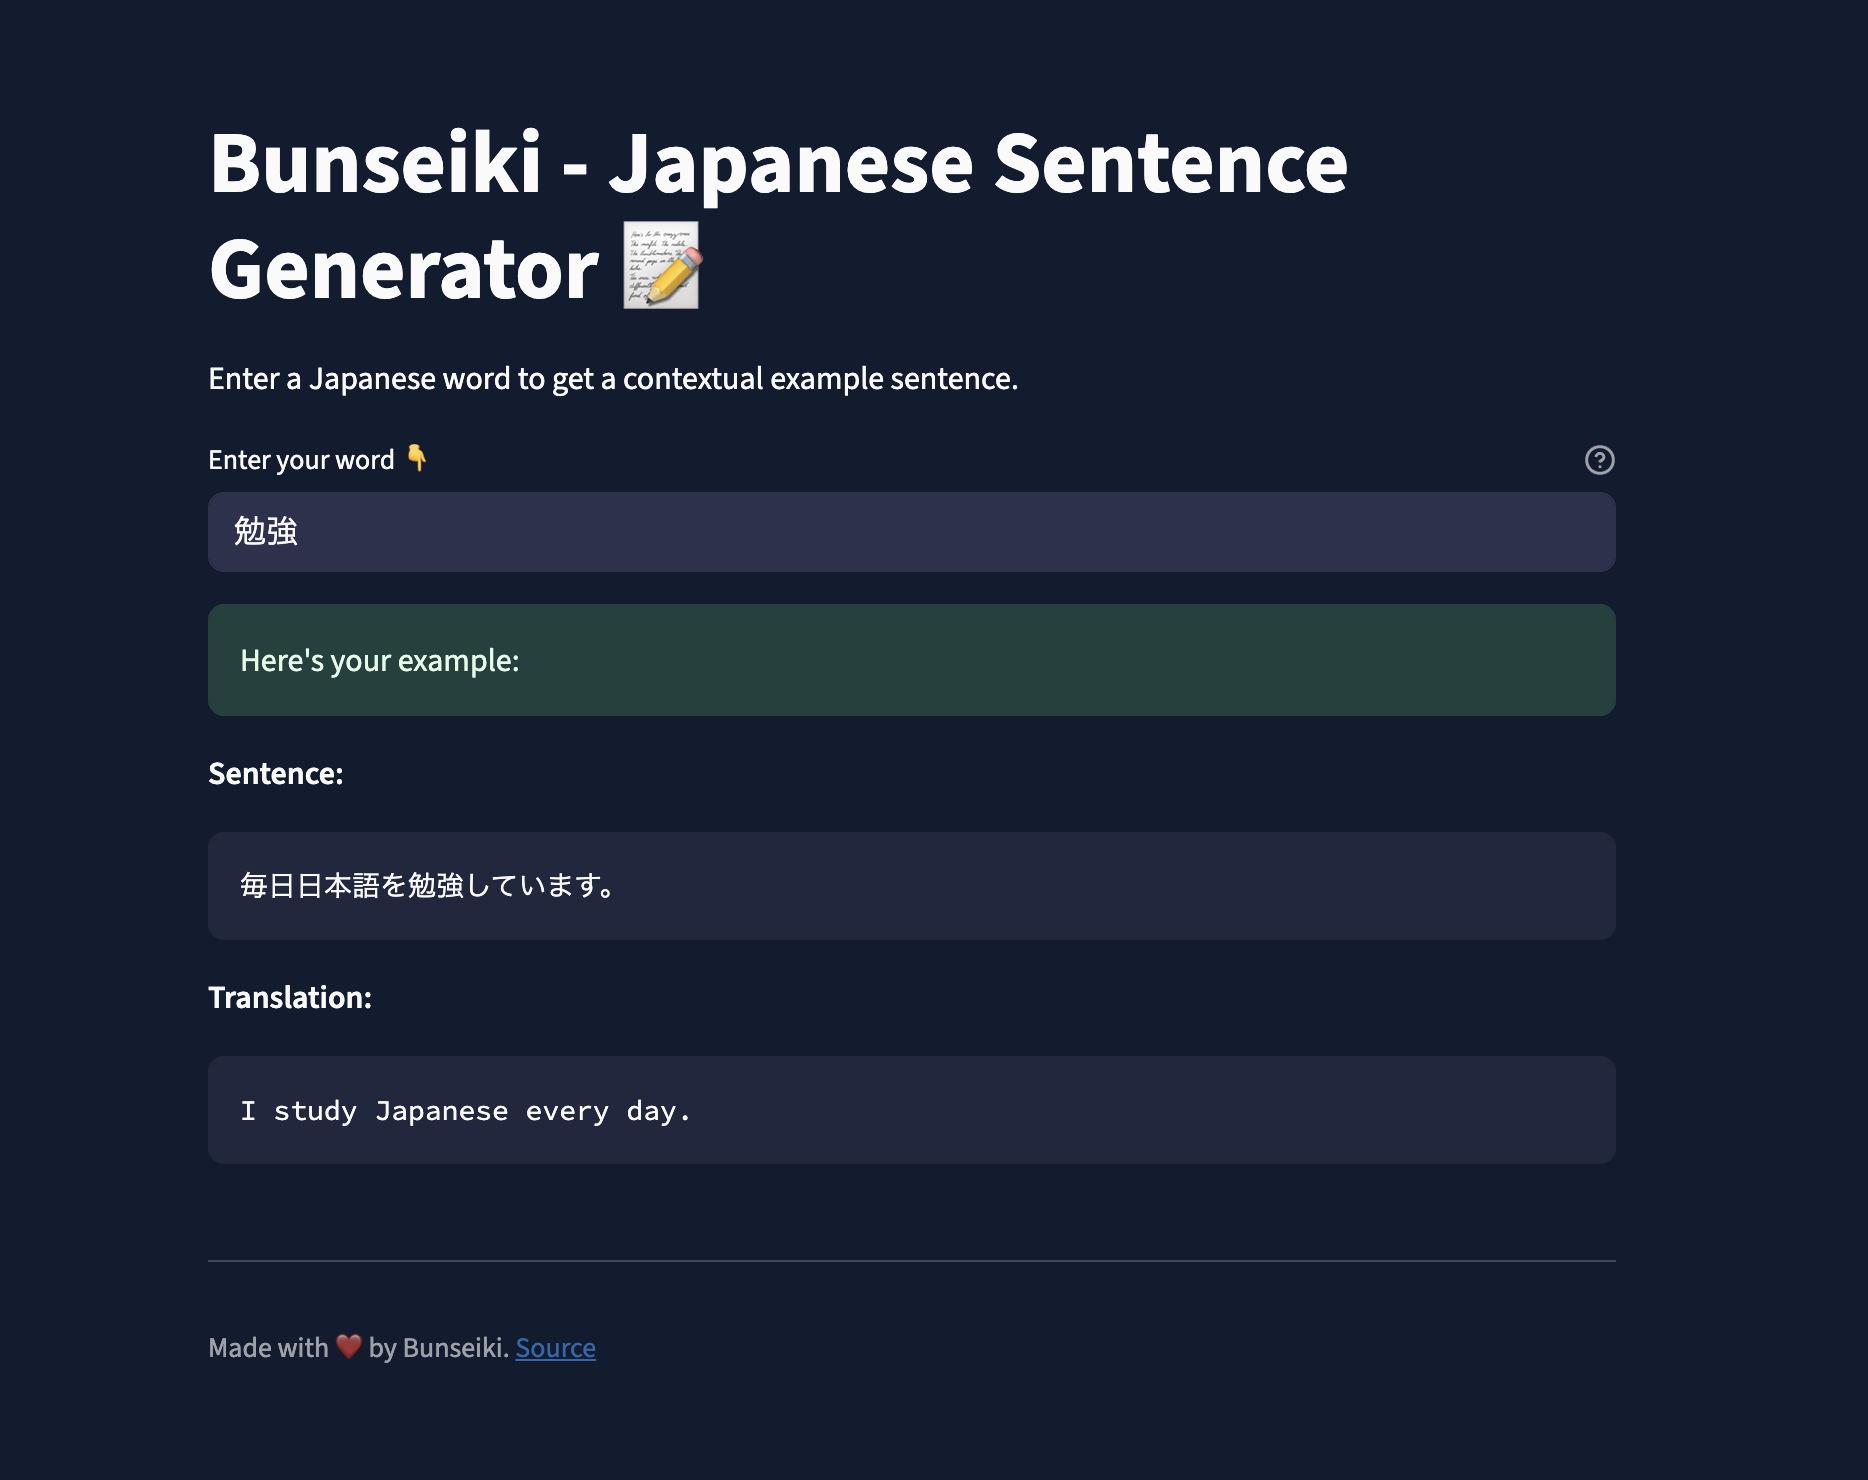 Bunseiki - Japanese Sentence
Generator 📝
Enter a Japanese word to get a contextual example sentence.
Enter your word 👇
勉強
Here's your example:
Sentence:
毎日日本語を勉強しています。
Translation:
I study Japanese every day.
Made with ❤️ by Bunseiki. Source